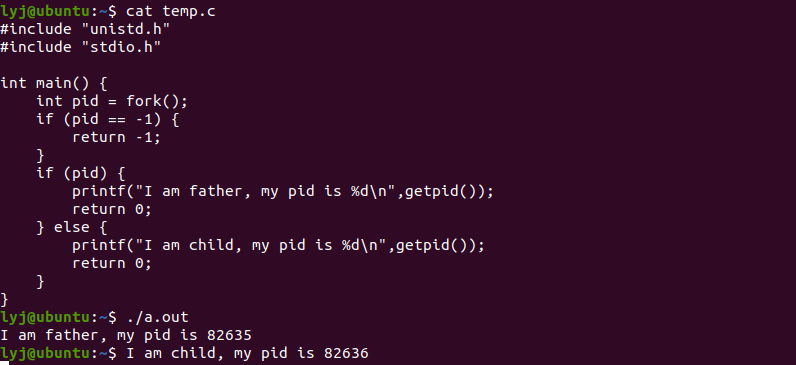 lyj@ubuntu:~$ cat temp.c
#include "unistd.h"
#include "stdio.h"

int main() {
    int pid = fork();
    if (pid == -1) {
        return -1;
    }
    if (pid) {
        printf("I am father, my pid is %d\n",getpid());
        return 0;
    } else {
        printf("I am child, my pid is %d\n",getpid());
        return 0;
    }
}
lyj@ubuntu:~$ ./a.out
I am father, my pid is 82635
lyj@ubuntu:~$ I am child, my pid is 82636